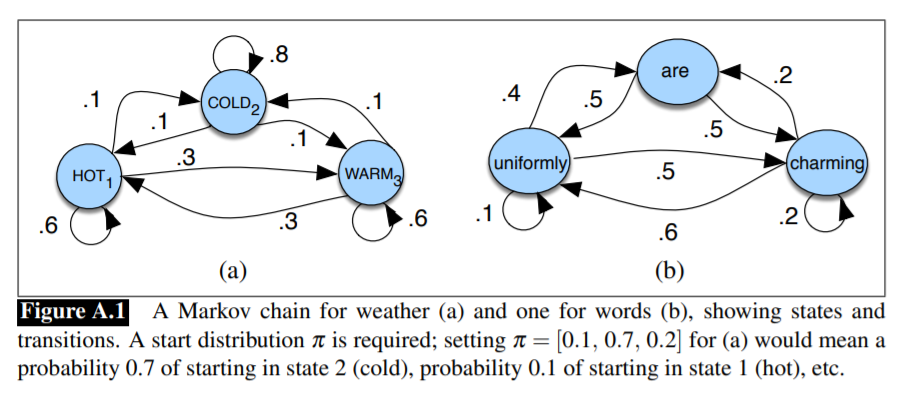 .8
COLD2
.1
.1
.1
.1
.3
HOT1
WARM3
.6
.3
.6
(a)
are
.4
.5
.2
.5
uniformly
charming
.5
.1
.2
.6
(b)
Figure A.1 A Markov chain for weather (a) and one for words (b), showing states and
transitions. A start distribution π is required; setting π = [0.1, 0.7, 0.2] for (a) would mean a
probability 0.7 of starting in state 2 (cold), probability 0.1 of starting in state 1 (hot), etc.